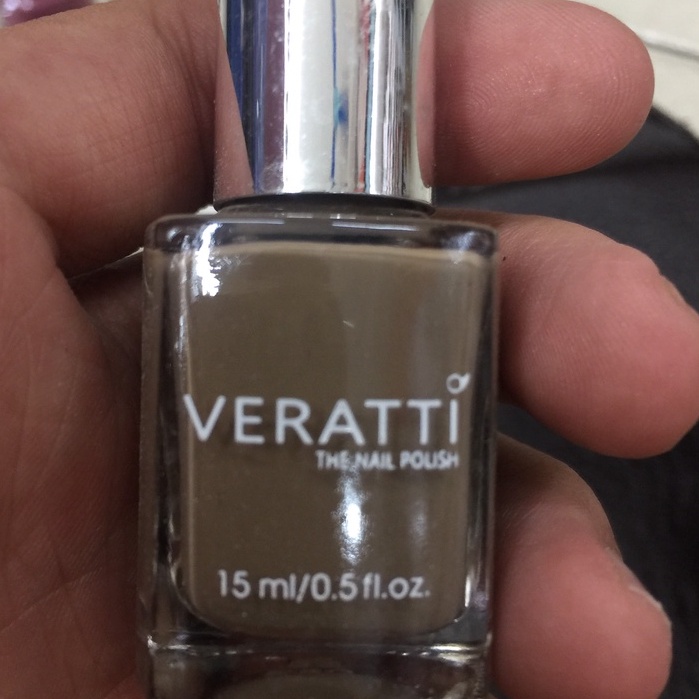 VERATTI
THE NAIL POLISH
15 ml/0.5 fl.oz.